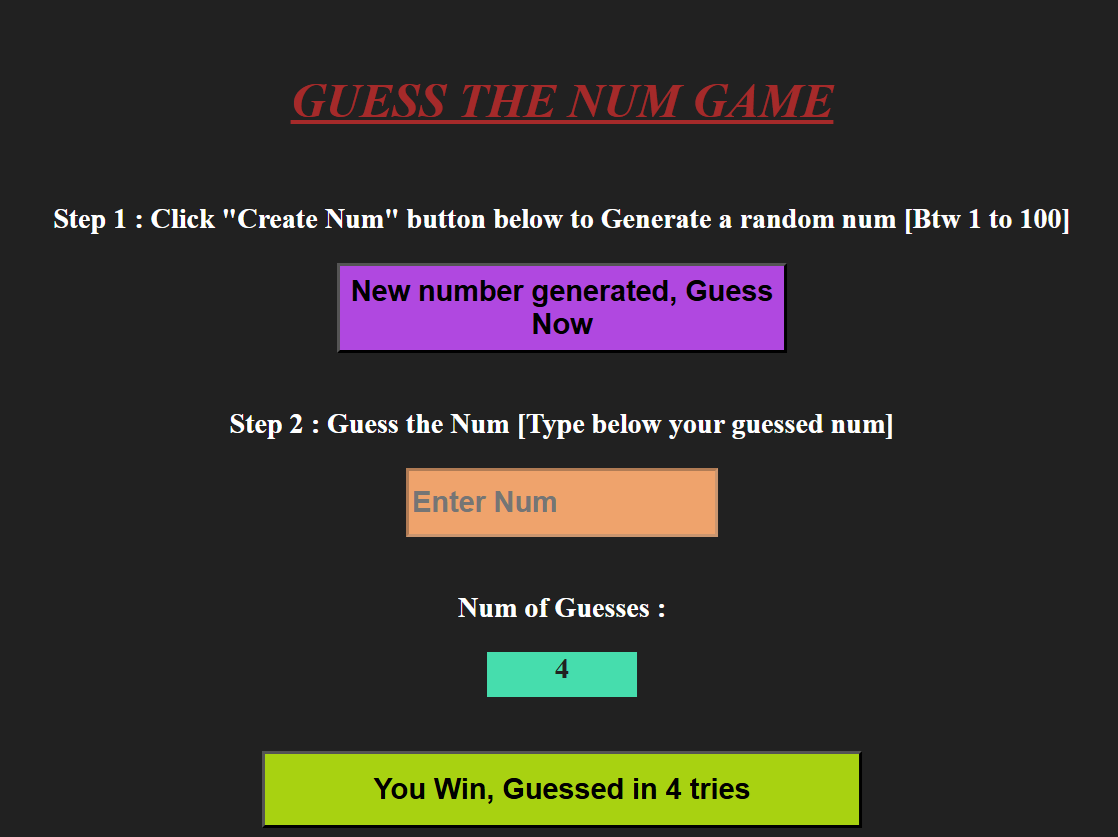 GUESS THE NUM GAME
Step 1 : Click "Create Num" button below to Generate a random num [Btw 1 to 100]
New number generated, Guess
Now
Step 2 : Guess the Num [Type below your guessed num]
Enter Num
Num of Guesses :
4
You Win, Guessed in 4 tries